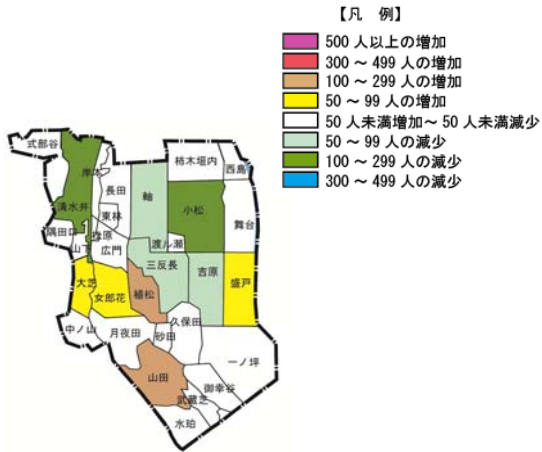 【凡 例】
500 人以上の増加
300 ～ 499 人の増加
100 ～ 299 人の増加
50 ～ 99 人の増加
50 人未満増加～ 50 人未満減少
50 ～ 99 人の減少
100 ～ 299 人の減少
300 ～ 499 人の減少
式部谷
柿木垣内
西島
岸本
長田
軸
清水井
小松
東林
舞台
隅田口
森原
山下
広門
渡ル瀬
三反長
吉原
大芝
女郎花
植松
盛戸
中ノ山
月夜田
砂田
久保田
一ノ坪
山田
御幸谷
武蔵芝
水珀